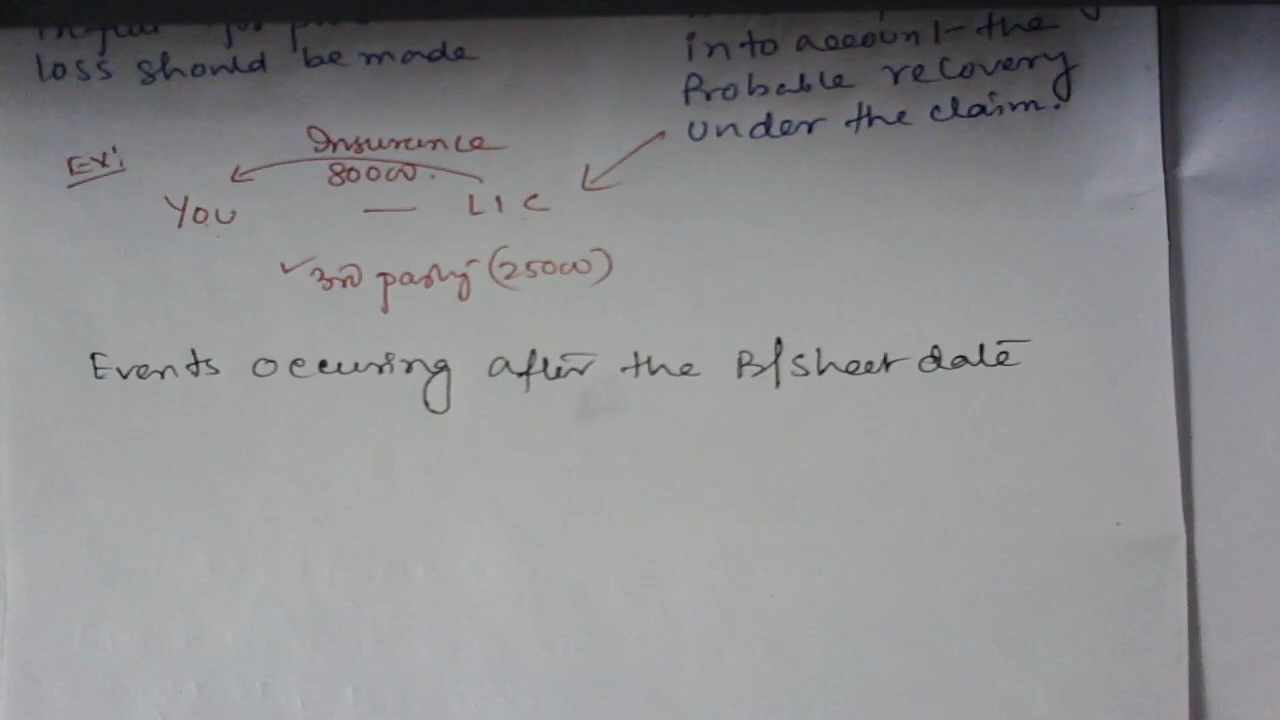 loss should be made
into account the
Probable recovery
under the claim.
Ex:
Insurance
80000.
You — LIC
✓ 3rd party (25000)
Events occuring after the B/sheet date